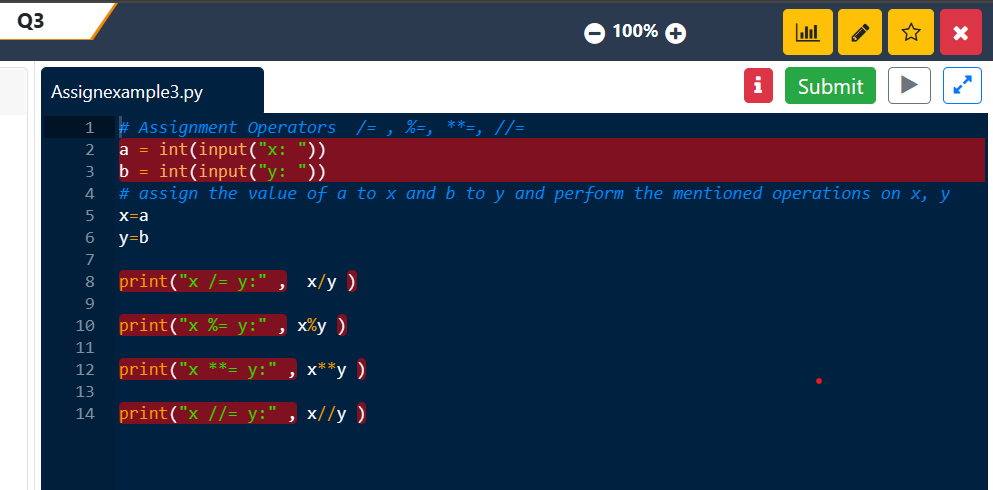 Q3
100%
Assignexample3.py
i Submit
1 # Assignment Operators  /= , %=, **=, //=
2 a = int(input("x: "))
3 b = int(input("y: "))
4 # assign the value of a to x and b to y and perform the mentioned operations on x, y
5 x=a
6 y=b
7
8 print("x /= y:" ,  x/y )
9
10 print("x %= y:" , x%y )
11
12 print("x **= y:" , x**y )
13
14 print("x //= y:" , x//y )